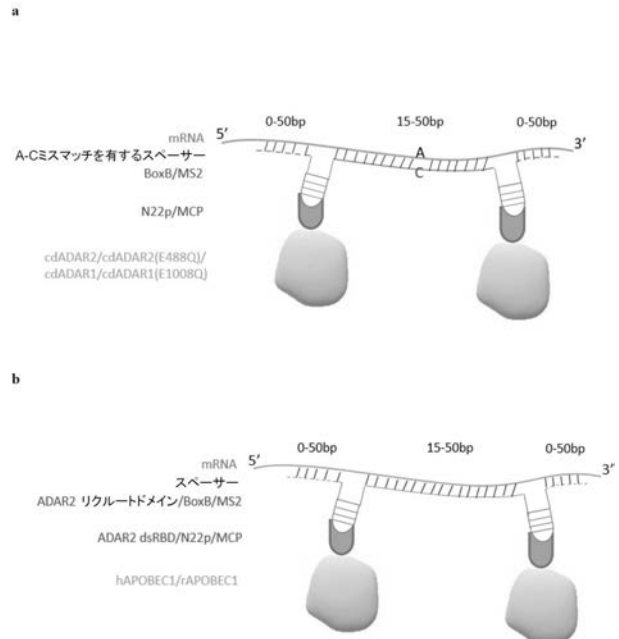 a
0-50bp 15-50bp 0-50bp
5′ 3′
mRNA
A-Cミスマッチを有するスペーサー
A
C
BoxB/MS2
N22p/MCP
cdADAR2/cdADAR2(E488Q)/
cdADAR1/cdADAR1(E1008Q)
b
0-50bp 15-50bp 0-50bp
5′ 3′
mRNA
スペーサー
ADAR2 リクルートドメイン/BoxB/MS2
ADAR2 dsRBD/N22p/MCP
hAPOBEC1/rAPOBEC1